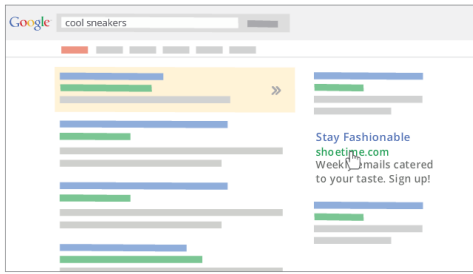 Google
cool sneakers
Stay Fashionable
shoetime.com
Weekly emails catered
to your taste. Sign up!